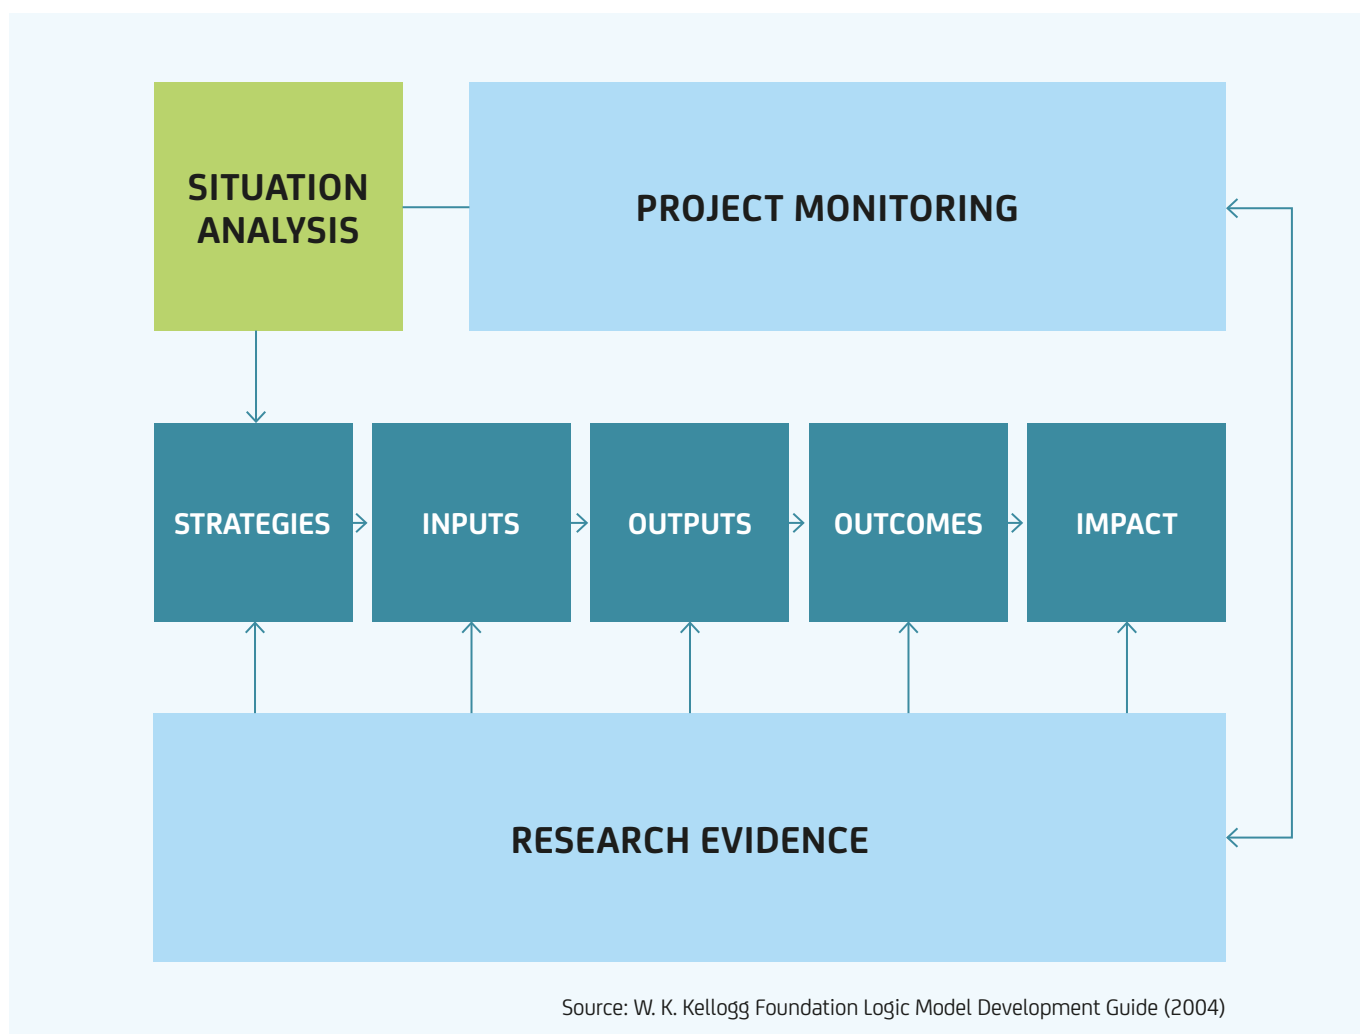 SITUATION
ANALYSIS
PROJECT MONITORING
STRATEGIES
INPUTS
OUTPUTS
OUTCOMES
IMPACT
RESEARCH EVIDENCE
Source: W. K. Kellogg Foundation Logic Model Development Guide (2004)